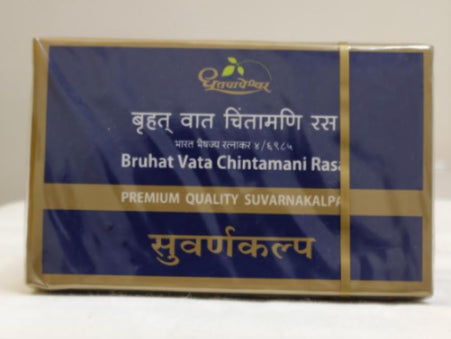 धूतपापेश्वर
बृहत् वात चिंतामणि रस
भारत भैषज्य रत्नाकर ४/६९८५
Bruhat Vata Chintamani Rasa
PREMIUM QUALITY SUVARNAKALPA
सुवर्णकल्प